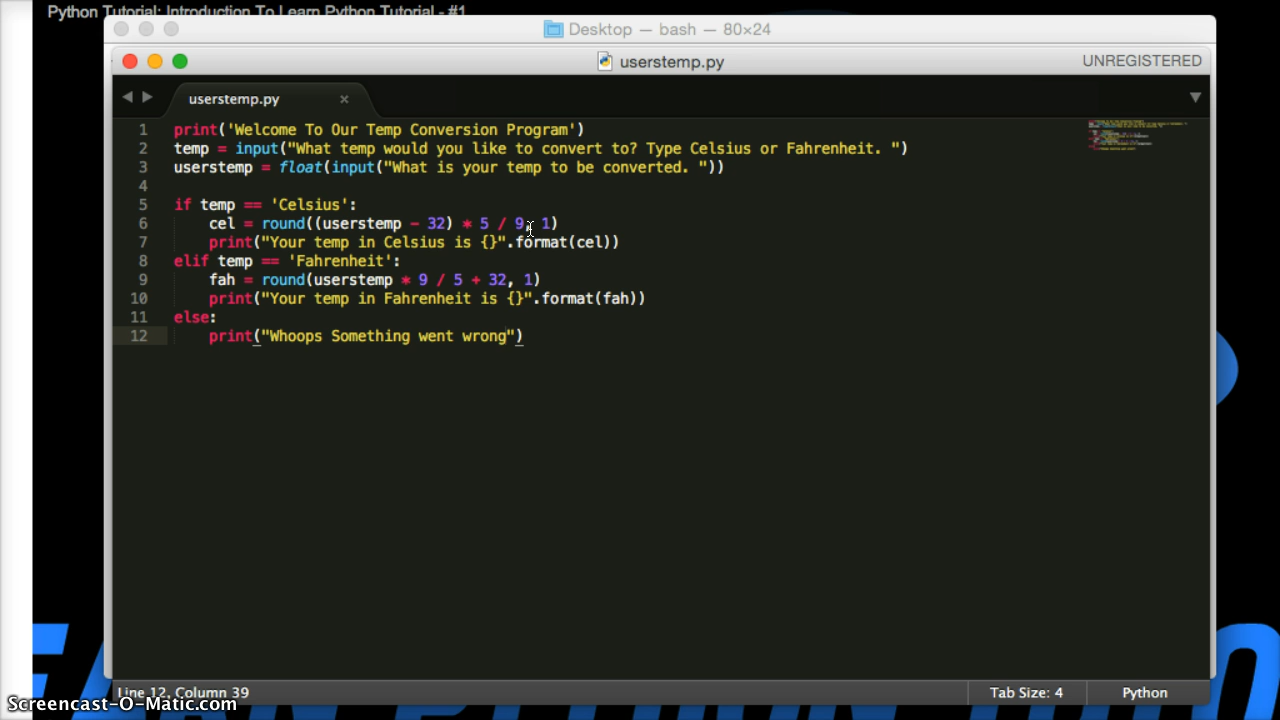 Python Tutorial: Introduction To Learn Python Tutorial - #1
Desktop — bash — 80×24
userstemp.py
UNREGISTERED
userstemp.py ×
1 print('Welcome To Our Temp Conversion Program')
2 temp = input("What temp would you like to convert to? Type Celsius or Fahrenheit. ")
3 userstemp = float(input("What is your temp to be converted. "))
4
5 if temp == 'Celsius':
6 cel = round((userstemp - 32) * 5 / 9, 1)
7 print("Your temp in Celsius is {}".format(cel))
8 elif temp == 'Fahrenheit':
9 fah = round(userstemp * 9 / 5 + 32, 1)
10 print("Your temp in Fahrenheit is {}".format(fah))
11 else:
12 print("Whoops Something went wrong")
Line 12, Column 39
Tab Size: 4
Python
Screencast-O-Matic.com